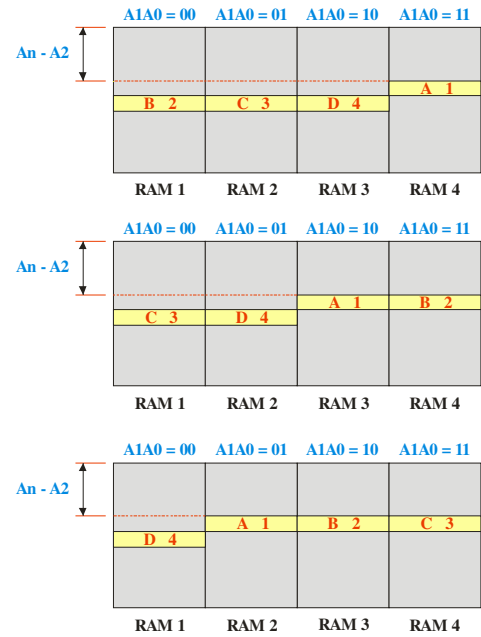 A1A0 = 00 A1A0 = 01 A1A0 = 10 A1A0 = 11
An - A2
A 1
B 2 C 3 D 4
RAM 1 RAM 2 RAM 3 RAM 4
A1A0 = 00 A1A0 = 01 A1A0 = 10 A1A0 = 11
An - A2
A 1 B 2
C 3 D 4
RAM 1 RAM 2 RAM 3 RAM 4
A1A0 = 00 A1A0 = 01 A1A0 = 10 A1A0 = 11
An - A2
A 1 B 2 C 3
D 4
RAM 1 RAM 2 RAM 3 RAM 4